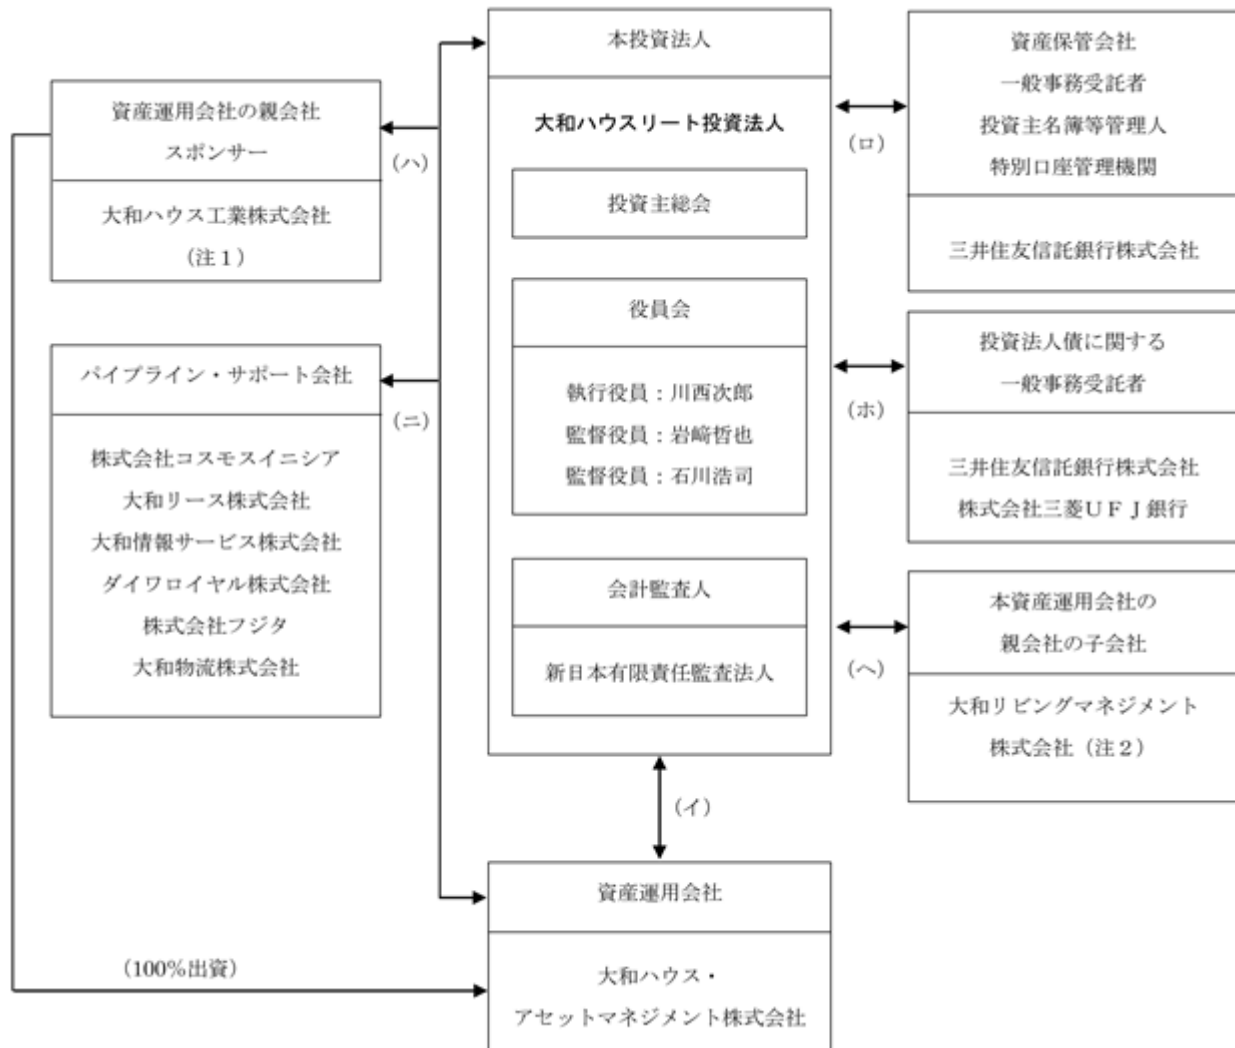 本投資法人
大和ハウスリート投資法人
投資主総会
役員会
執行役員：川西次郎
監督役員：岩﨑哲也
監督役員：石川浩司
会計監査人
新日本有限責任監査法人
資産運用会社の親会社
スポンサー
大和ハウス工業株式会社
（注１）
（ハ）
パイプライン・サポート会社
株式会社コスモスイニシア
大和リース株式会社
大和情報サービス株式会社
ダイワロイヤル株式会社
株式会社フジタ
大和物流株式会社
（ニ）
資産保管会社
一般事務受託者
投資主名簿等管理人
特別口座管理機関
三井住友信託銀行株式会社
（ロ）
投資法人債に関する
一般事務受託者
三井住友信託銀行株式会社
株式会社三菱ＵＦＪ銀行
（ホ）
本資産運用会社の
親会社の子会社
大和リビングマネジメント
株式会社（注２）
（ヘ）
（イ）
資産運用会社
大和ハウス・
アセットマネジメント株式会社
（100％出資）